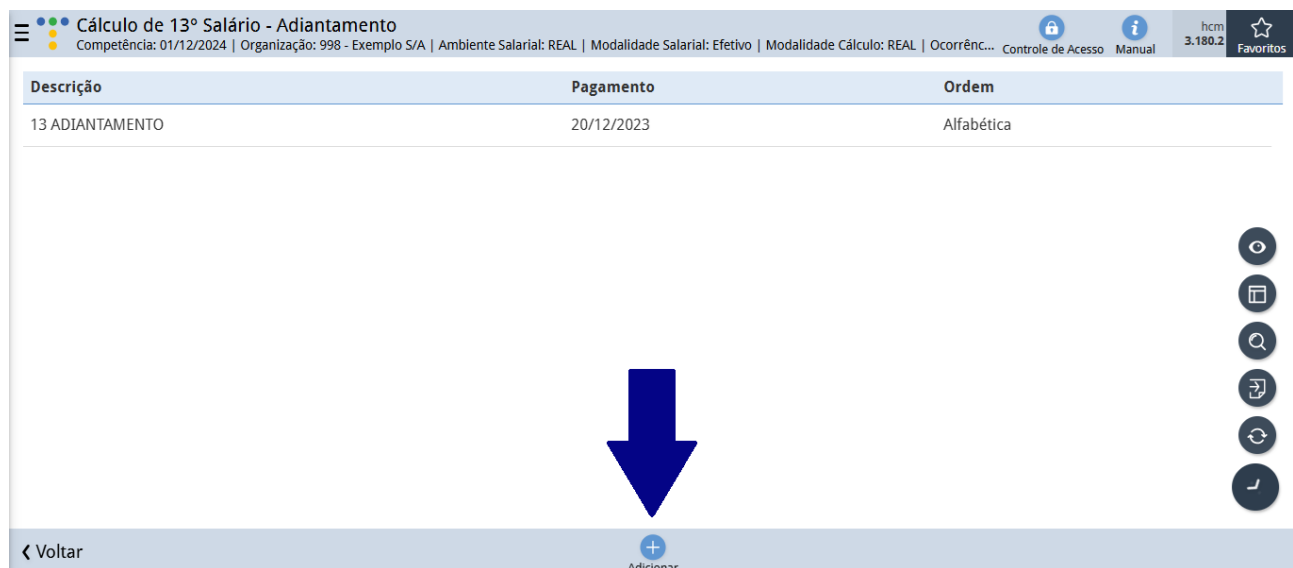 Cálculo de 13º Salário - Adiantamento
Competência: 01/12/2024 | Organização: 998 - Exemplo S/A | Ambiente Salarial: REAL | Modalidade Salarial: Efetivo | Modalidade Cálculo: REAL | Ocorrênc...
Controle de Acesso
Manual
hcm
3.180.2
Favoritos
Descrição Pagamento Ordem
13 ADIANTAMENTO 20/12/2023 Alfabética
Voltar
Adicionar